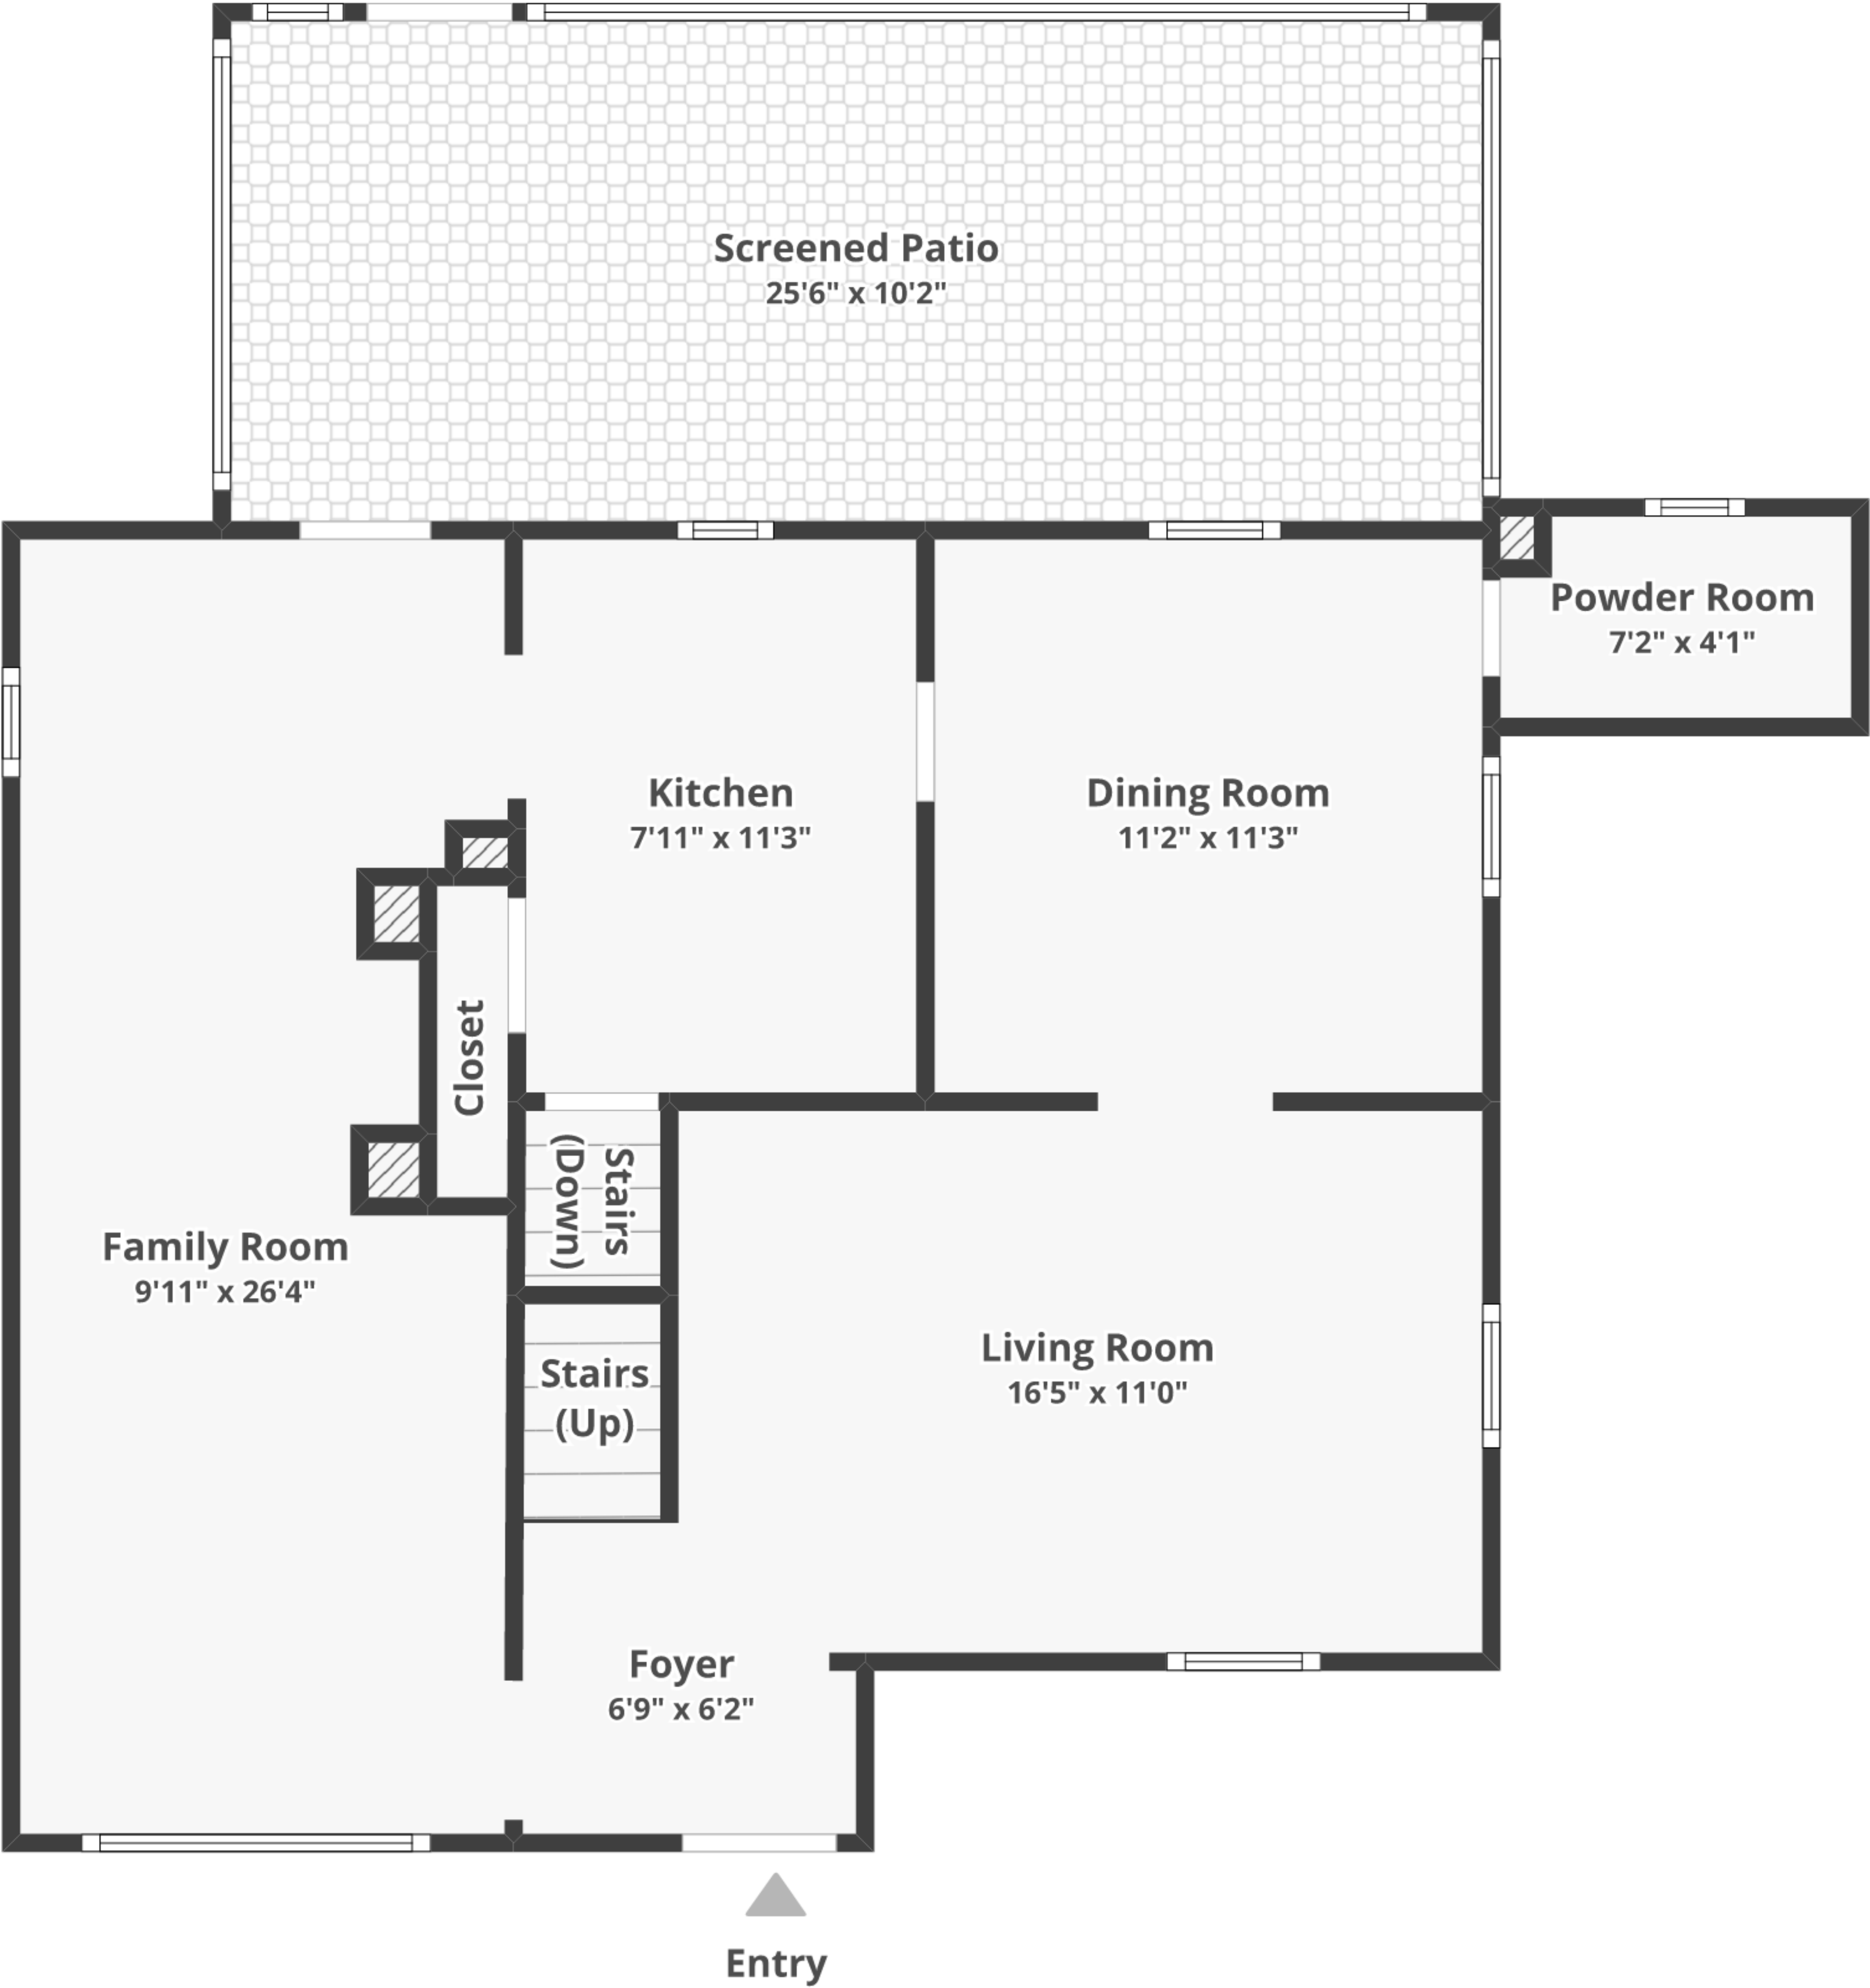 Screened Patio
25'6" x 10'2"
Powder Room
7'2" x 4'1"
Kitchen
7'11" x 11'3"
Dining Room
11'2" x 11'3"
Closet
Stairs
(Down)
Family Room
9'11" x 26'4"
Stairs
(Up)
Living Room
16'5" x 11'0"
Foyer
6'9" x 6'2"
Entry